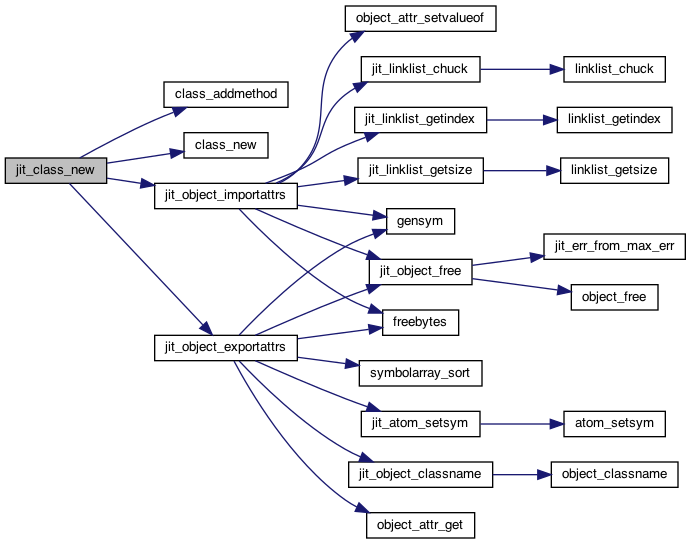 object_attr_setvalueof
jit_linklist_chuck
linklist_chuck
class_addmethod
jit_linklist_getindex
linklist_getindex
class_new
jit_class_new
jit_linklist_getsize
linklist_getsize
jit_object_importattrs
gensym
jit_err_from_max_err
jit_object_free
object_free
freebytes
jit_object_exportattrs
symbolarray_sort
jit_atom_setsym
atom_setsym
jit_object_classname
object_classname
object_attr_get